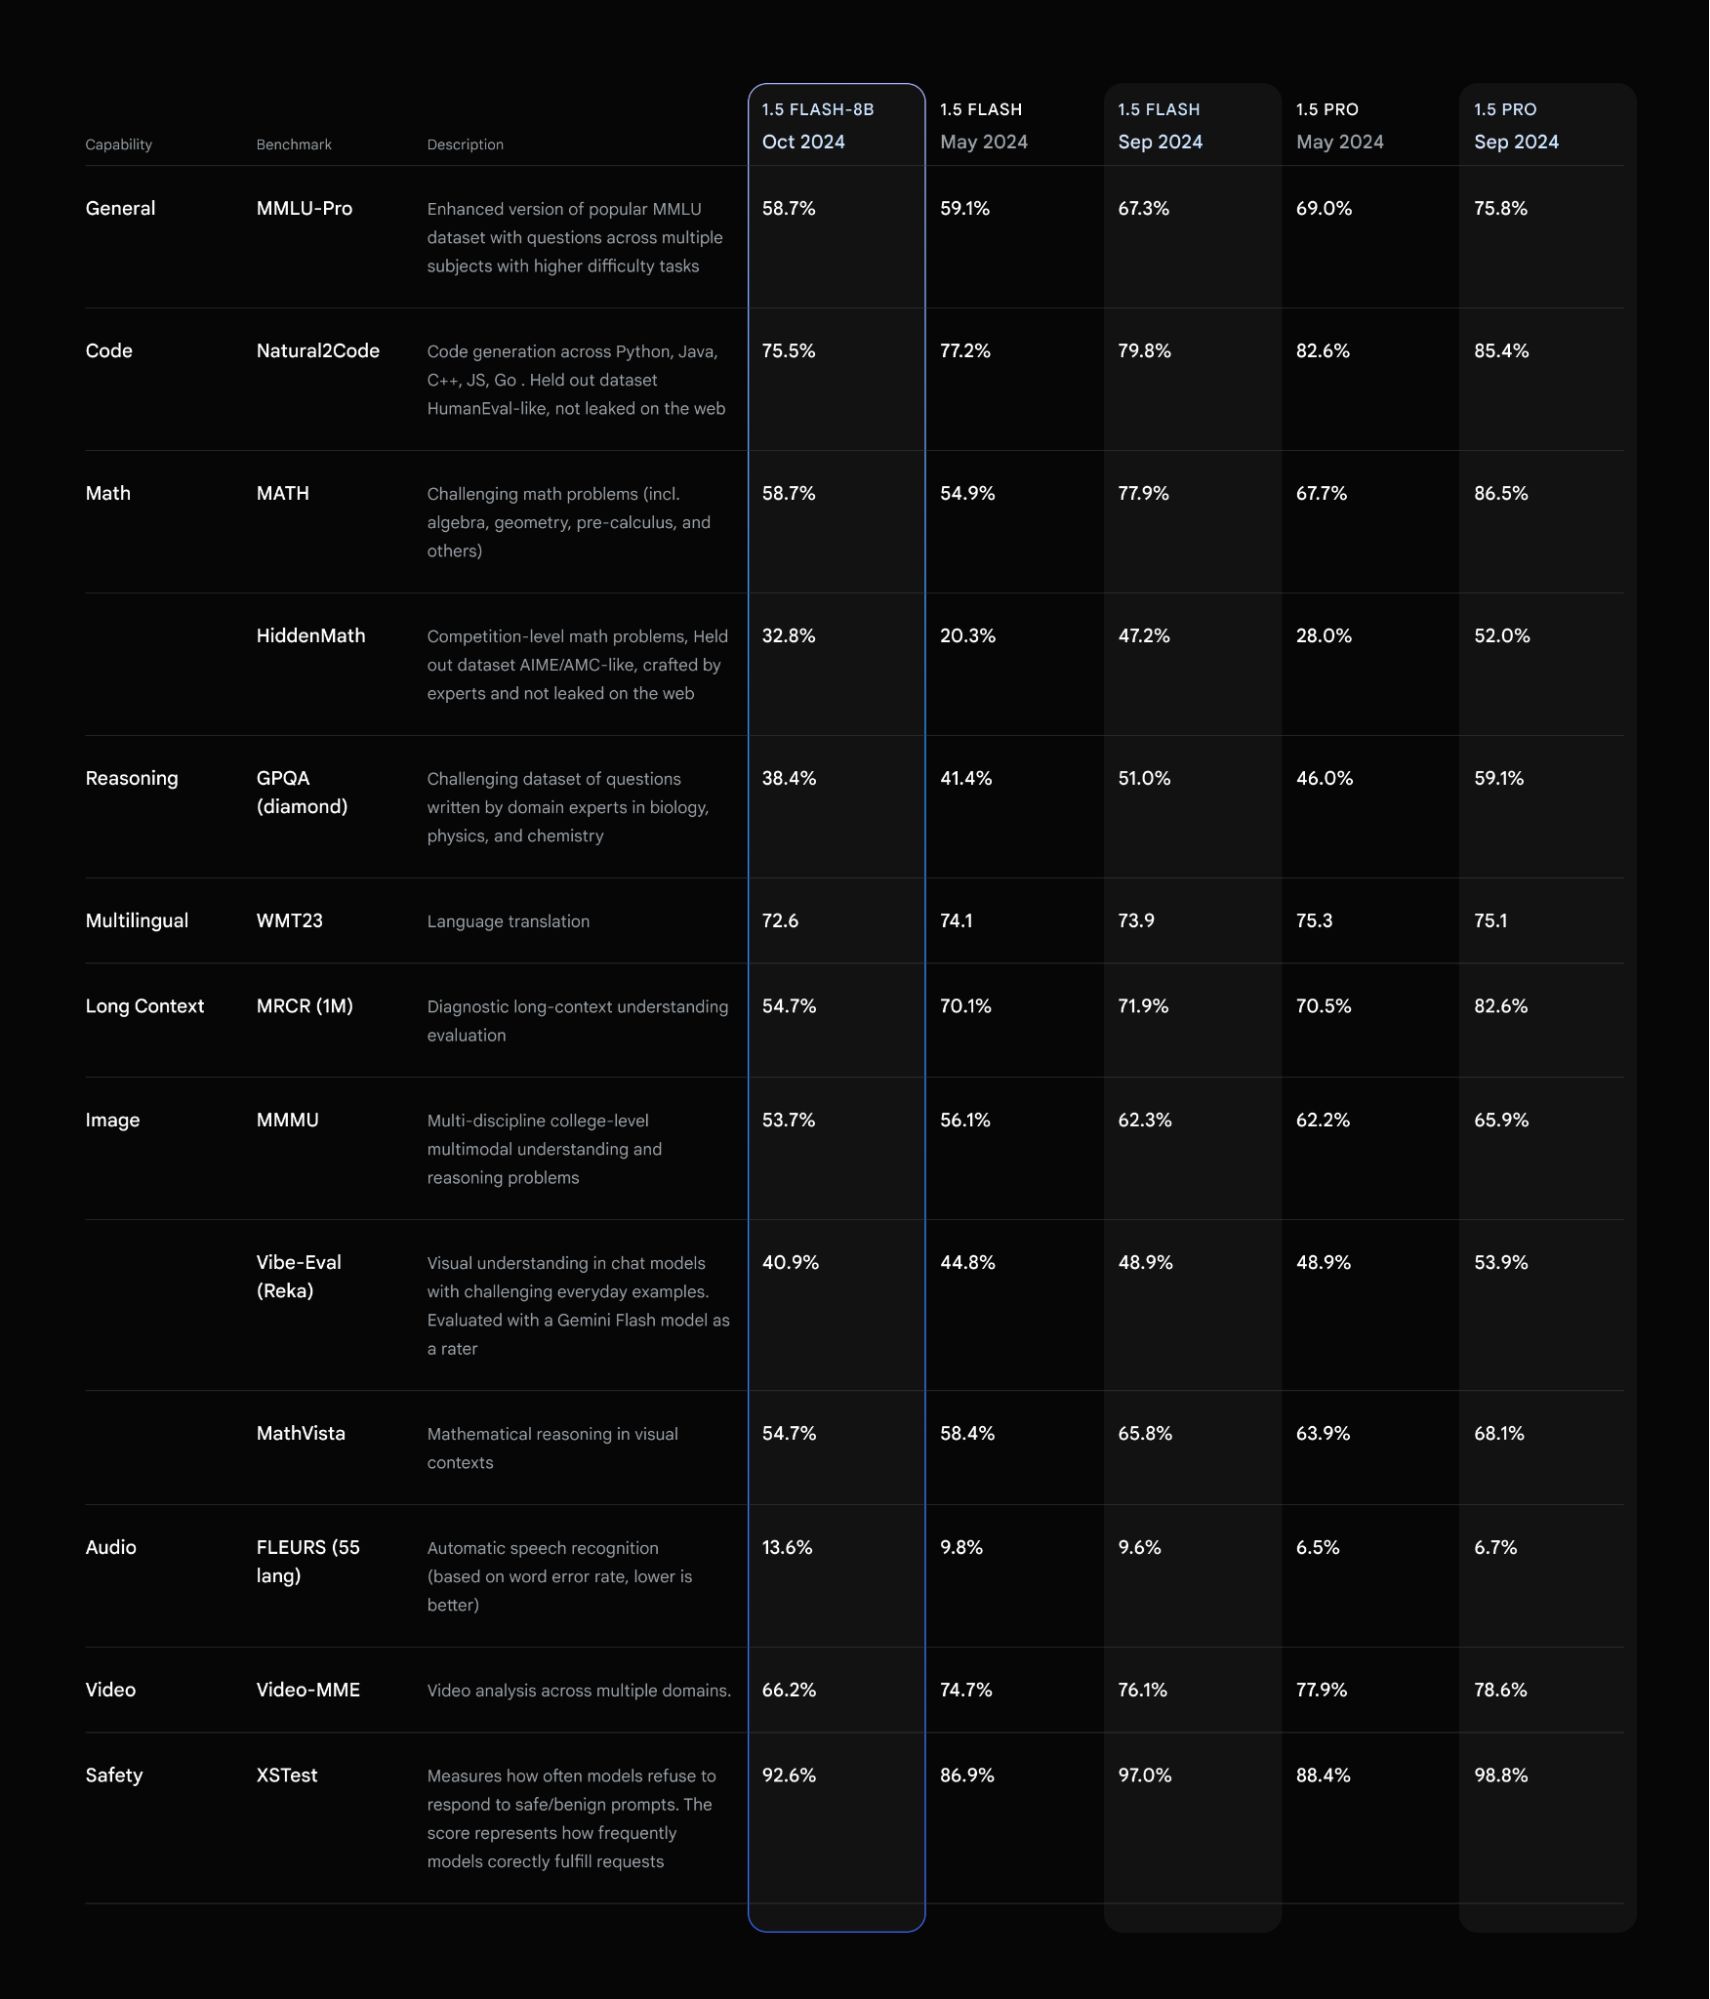 1.5 FLASH-8B 1.5 FLASH 1.5 FLASH 1.5 PRO 1.5 PRO
Capability Benchmark Description Oct 2024 May 2024 Sep 2024 May 2024 Sep 2024
General MMLU-Pro Enhanced version of popular MMLU 58.7% 59.1% 67.3% 69.0% 75.8%
dataset with questions across multiple
subjects with higher difficulty tasks
Code Natural2Code Code generation across Python, Java, 75.5% 77.2% 79.8% 82.6% 85.4%
C++, JS, Go . Held out dataset
HumanEval-like, not leaked on the web
Math MATH Challenging math problems (incl. 58.7% 54.9% 77.9% 67.7% 86.5%
algebra, geometry, pre-calculus, and
others)
HiddenMath Competition-level math problems, Held 32.8% 20.3% 47.2% 28.0% 52.0%
out dataset AIME/AMC-like, crafted by
experts and not leaked on the web
Reasoning GPQA Challenging dataset of questions 38.4% 41.4% 51.0% 46.0% 59.1%
(diamond) written by domain experts in biology,
physics, and chemistry
Multilingual WMT23 Language translation 72.6 74.1 73.9 75.3 75.1
Long Context MRCR (1M) Diagnostic long-context understanding 54.7% 70.1% 71.9% 70.5% 82.6%
evaluation
Image MMMU Multi-discipline college-level 53.7% 56.1% 62.3% 62.2% 65.9%
multimodal understanding and
reasoning problems
Vibe-Eval Visual understanding in chat models 40.9% 44.8% 48.9% 48.9% 53.9%
(Reka) with challenging everyday examples.
Evaluated with a Gemini Flash model as
a rater
MathVista Mathematical reasoning in visual 54.7% 58.4% 65.8% 63.9% 68.1%
contexts
Audio FLEURS (55 Automatic speech recognition 13.6% 9.8% 9.6% 6.5% 6.7%
lang) (based on word error rate, lower is
better)
Video Video-MME Video analysis across multiple domains. 66.2% 74.7% 76.1% 77.9% 78.6%
Safety XSTest Measures how often models refuse to 92.6% 86.9% 97.0% 88.4% 98.8%
respond to safe/benign prompts. The
score represents how frequently
models corectly fulfill requests